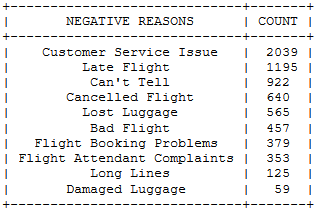 NEGATIVE REASONS | COUNT
Customer Service Issue | 2039
Late Flight | 1195
Can't Tell | 922
Cancelled Flight | 640
Lost Luggage | 565
Bad Flight | 457
Flight Booking Problems | 379
Flight Attendant Complaints | 353
Long Lines | 125
Damaged Luggage | 59